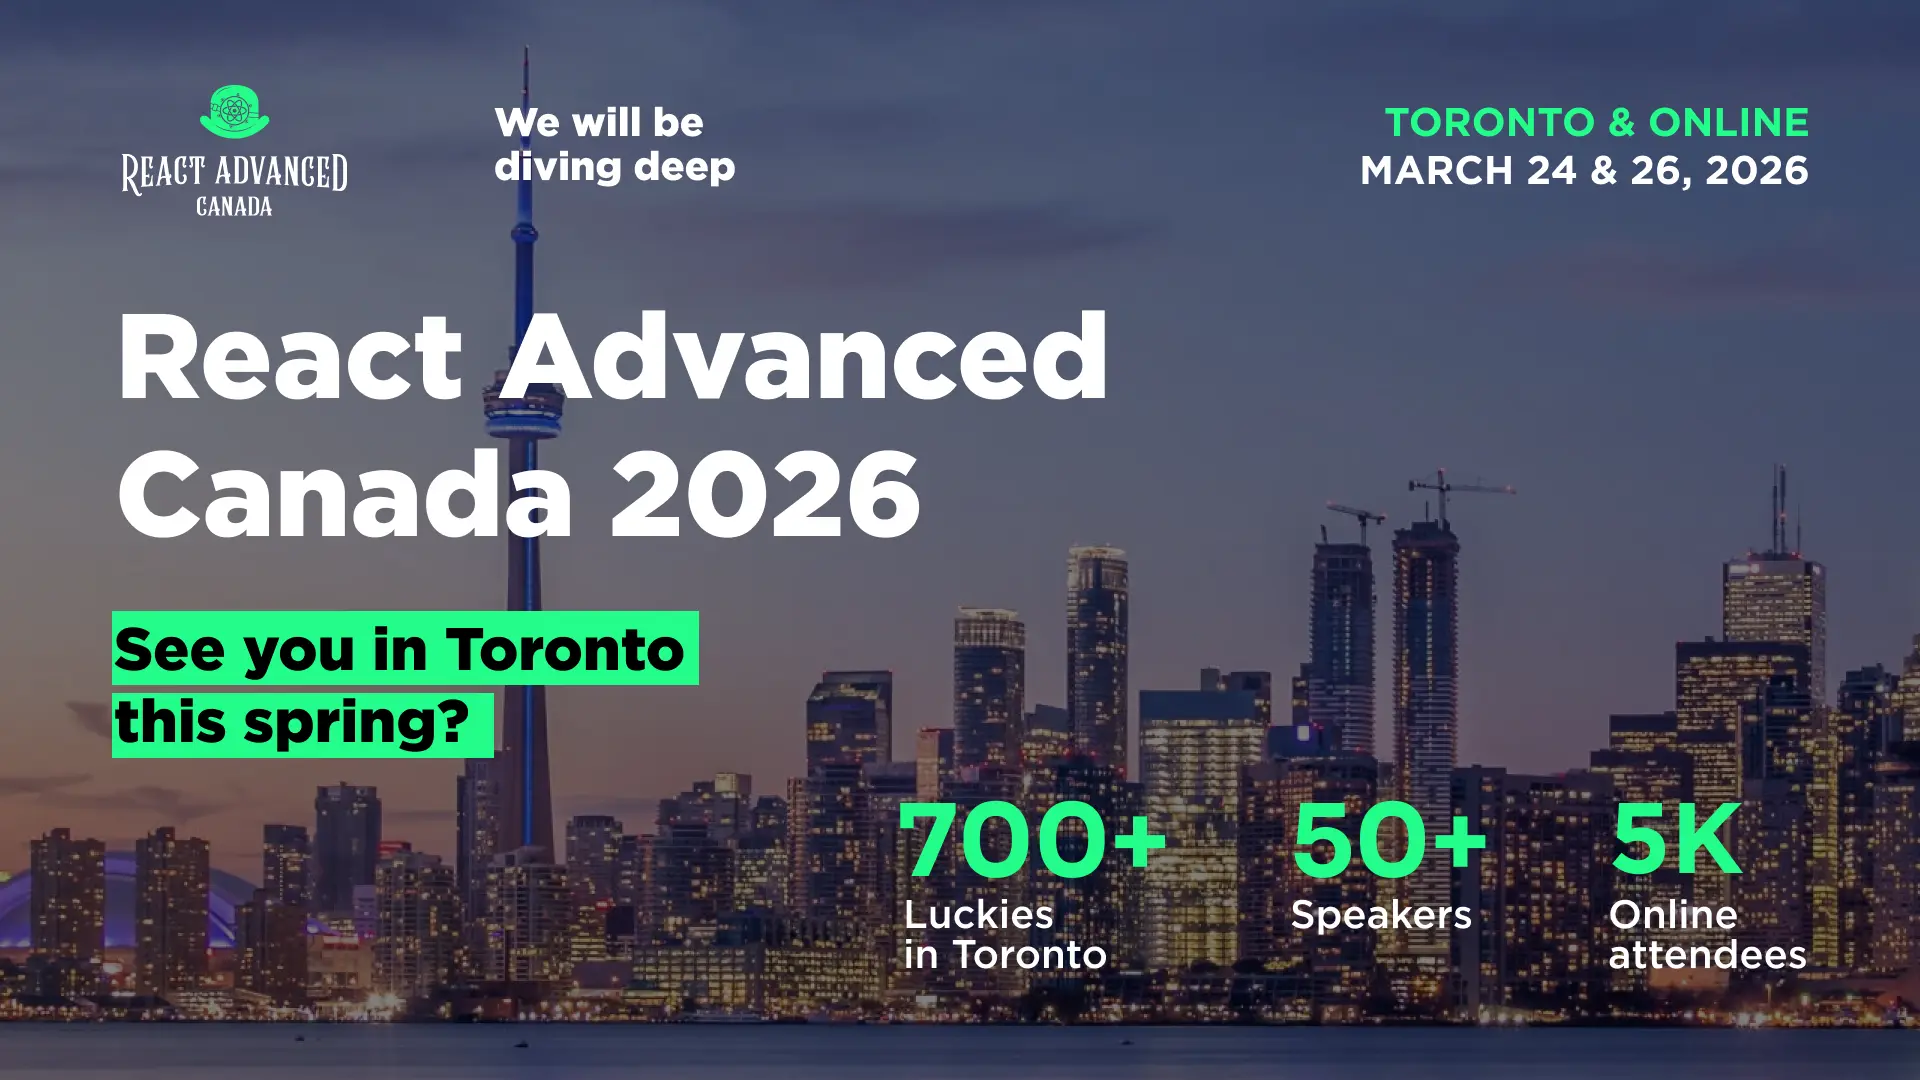 REACT ADVANCED
CANADA
We will be
diving deep
TORONTO & ONLINE
MARCH 24 & 26, 2026
React Advanced
Canada 2026
See you in Toronto
this spring?
700+
Luckies
in Toronto
50+
Speakers
5K
Online
attendees